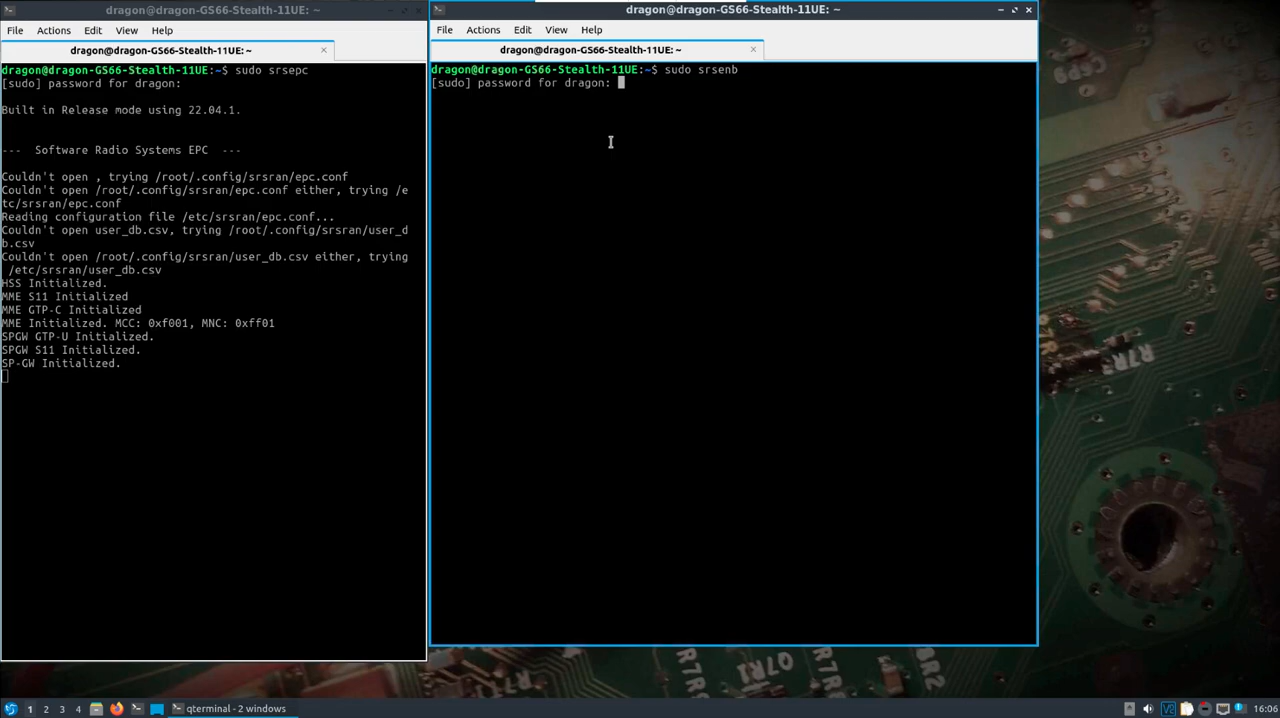 dragon@dragon-GS66-Stealth-11UE: ~
File Actions Edit View Help
dragon@dragon-GS66-Stealth-11UE: ~
dragon@dragon-GS66-Stealth-11UE:~$ sudo srsepc
[sudo] password for dragon:
Built in Release mode using 22.04.1.
--- Software Radio Systems EPC ---
Couldn't open , trying /root/.config/srsran/epc.conf
Couldn't open /root/.config/srsran/epc.conf either, trying /e
tc/srsran/epc.conf
Reading configuration file /etc/srsran/epc.conf...
Couldn't open user_db.csv, trying /root/.config/srsran/user_d
b.csv
Couldn't open /root/.config/srsran/user_db.csv either, trying
/etc/srsran/user_db.csv
HSS Initialized.
MME S11 Initialized
MME GTP-C Initialized
MME Initialized. MCC: 0xf001, MNC: 0xff01
SPGW GTP-U Initialized.
SPGW S11 Initialized.
SP-GW Initialized.
dragon@dragon-GS66-Stealth-11UE: ~
File Actions Edit View Help
dragon@dragon-GS66-Stealth-11UE: ~
dragon@dragon-GS66-Stealth-11UE:~$ sudo srsenb
[sudo] password for dragon:
R7R
1 2 3 4 qterminal - 2 windows
V2 16:06